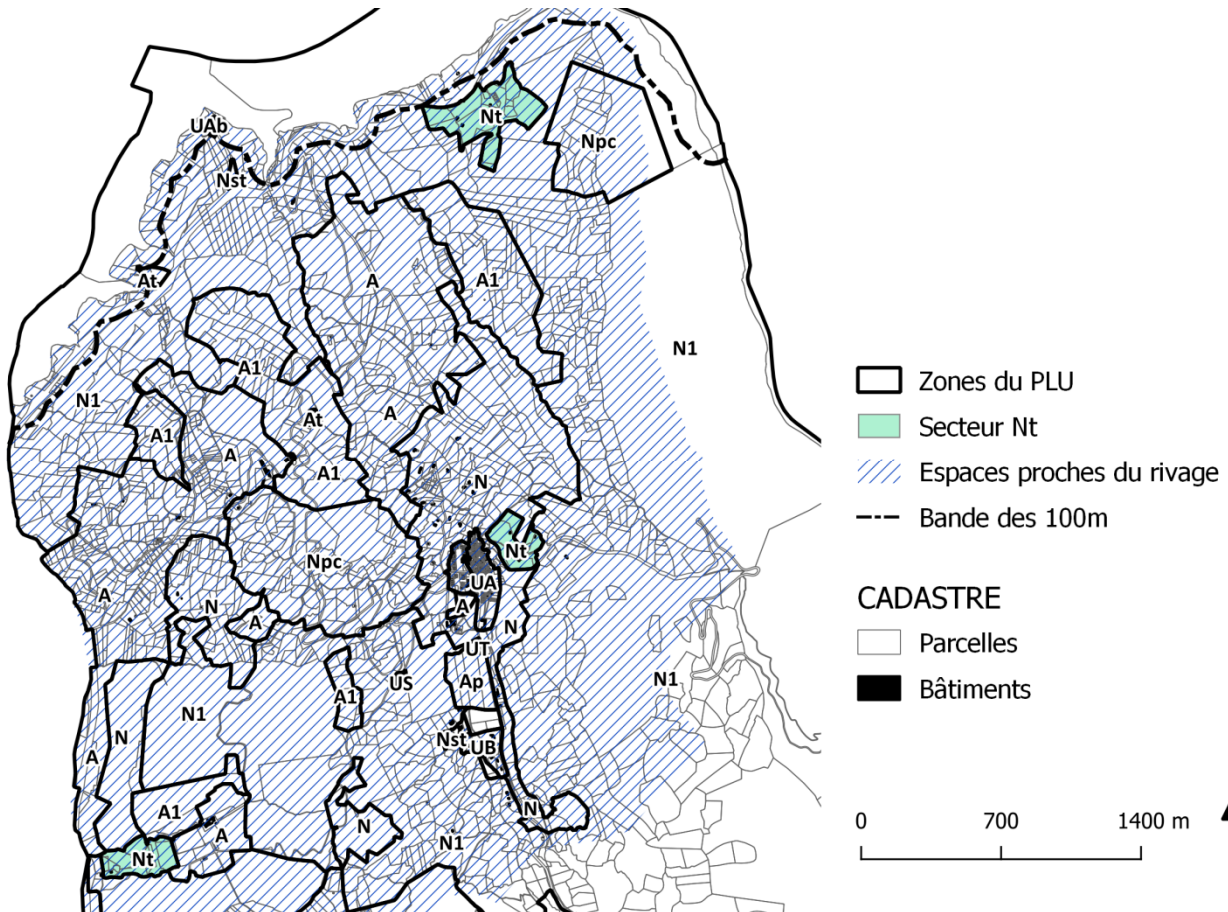 Nt
UAb
Npc
Nst
At
A
A1
N1
A1
N1
At
A
A1
A
A1
N
Npc
Nt
UA
A
N
A
A
N
UT
US
Ap
N1
A1
N1
Nst
UB
N
A
A1
N
N
A
N1
Nt
Zones du PLU
Secteur Nt
Espaces proches du rivage
Bande des 100m
CADASTRE
Parcelles
Bâtiments
0 700 1400 m